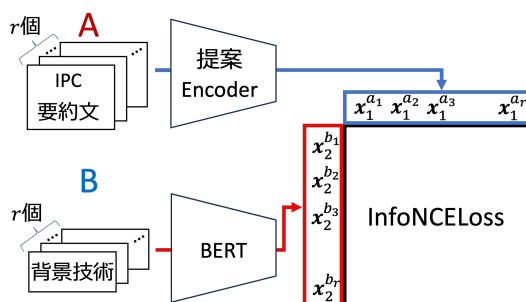 r個
A
...
IPC
要約文
提案
Encoder
x_1^{a_1} x_1^{a_2} x_1^{a_3} x_1^{a_r}
B
r個
...
背景技術
BERT
x_2^{b_1}
x_2^{b_2}
x_2^{b_3}
x_2^{b_r}
InfoNCELoss